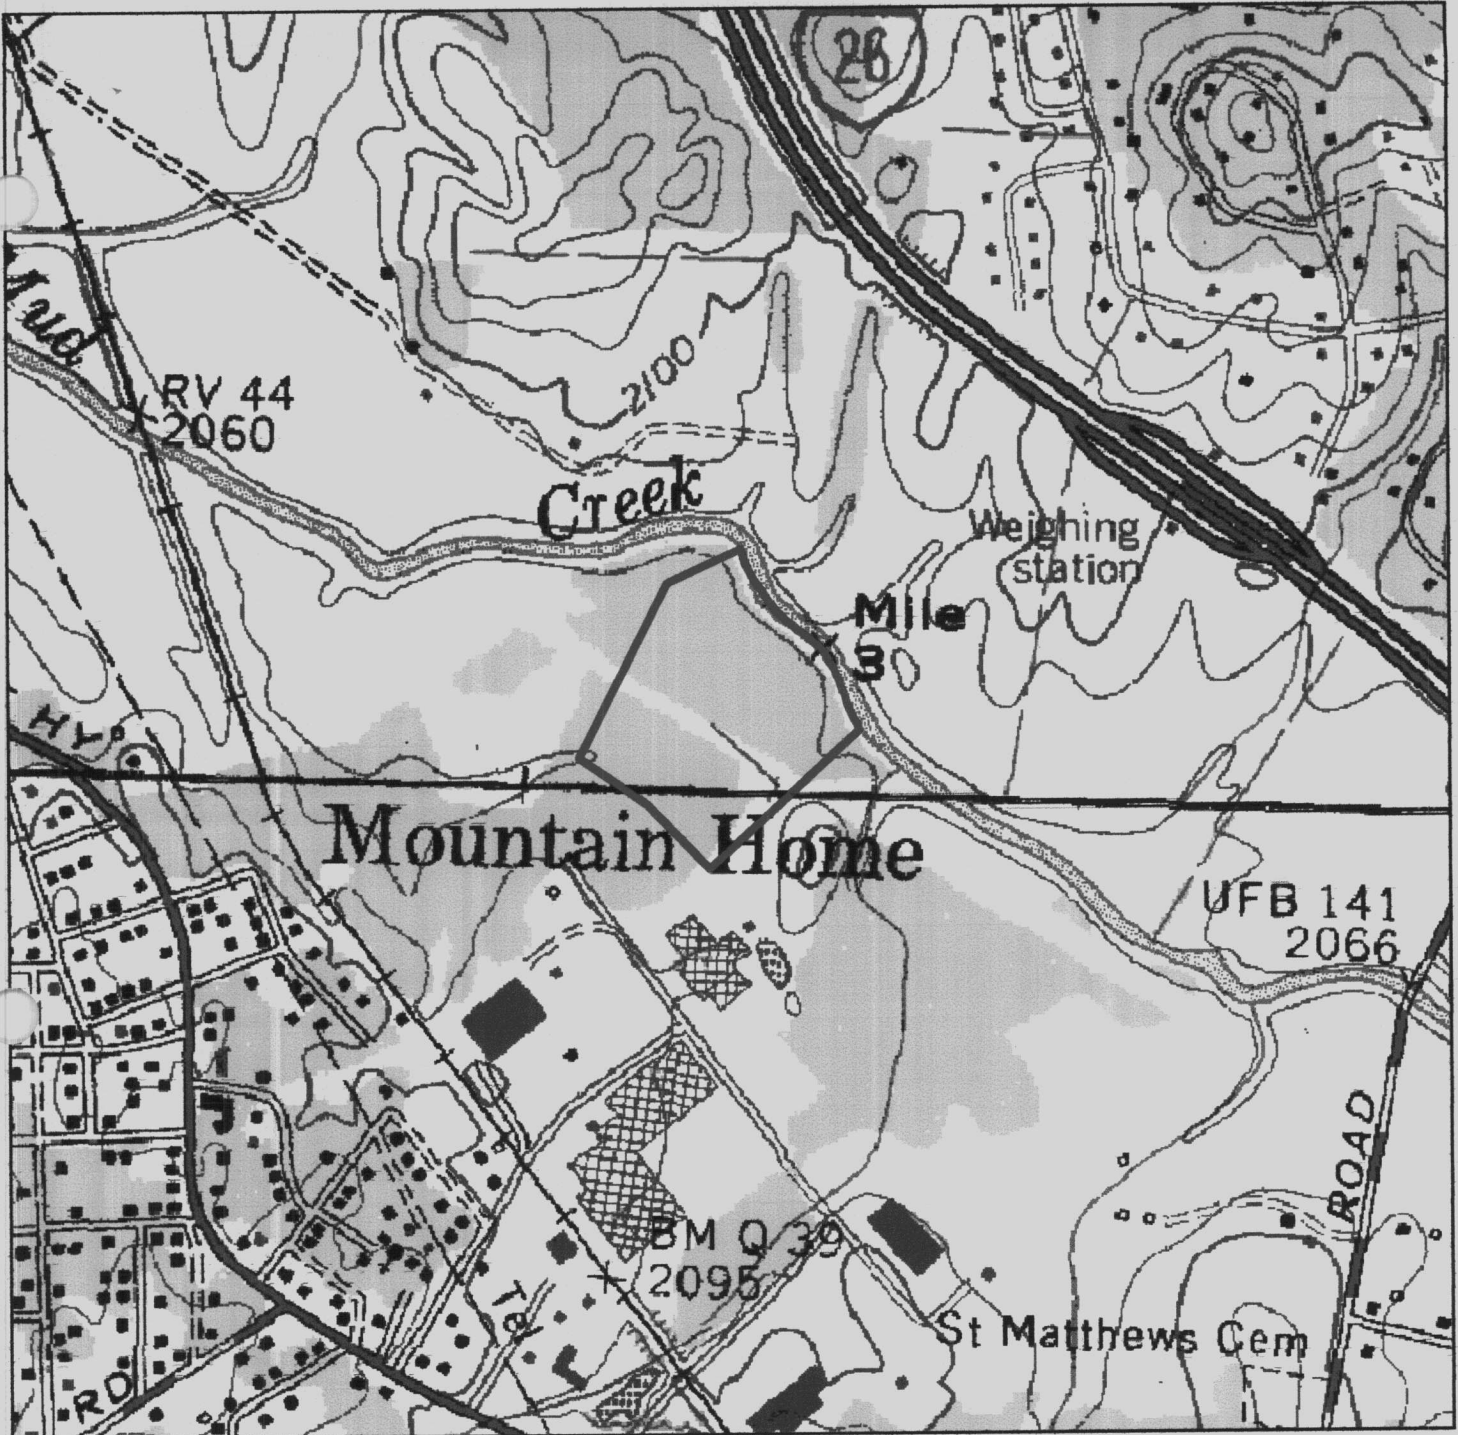 26
Mud
RV 44
2060
2100
Creek
Weighing
station
Mile
3
HY
Mountain Home
UFB 141
2066
ROAD
BM Q 39
2095
Tel
St Matthews Cem
RD